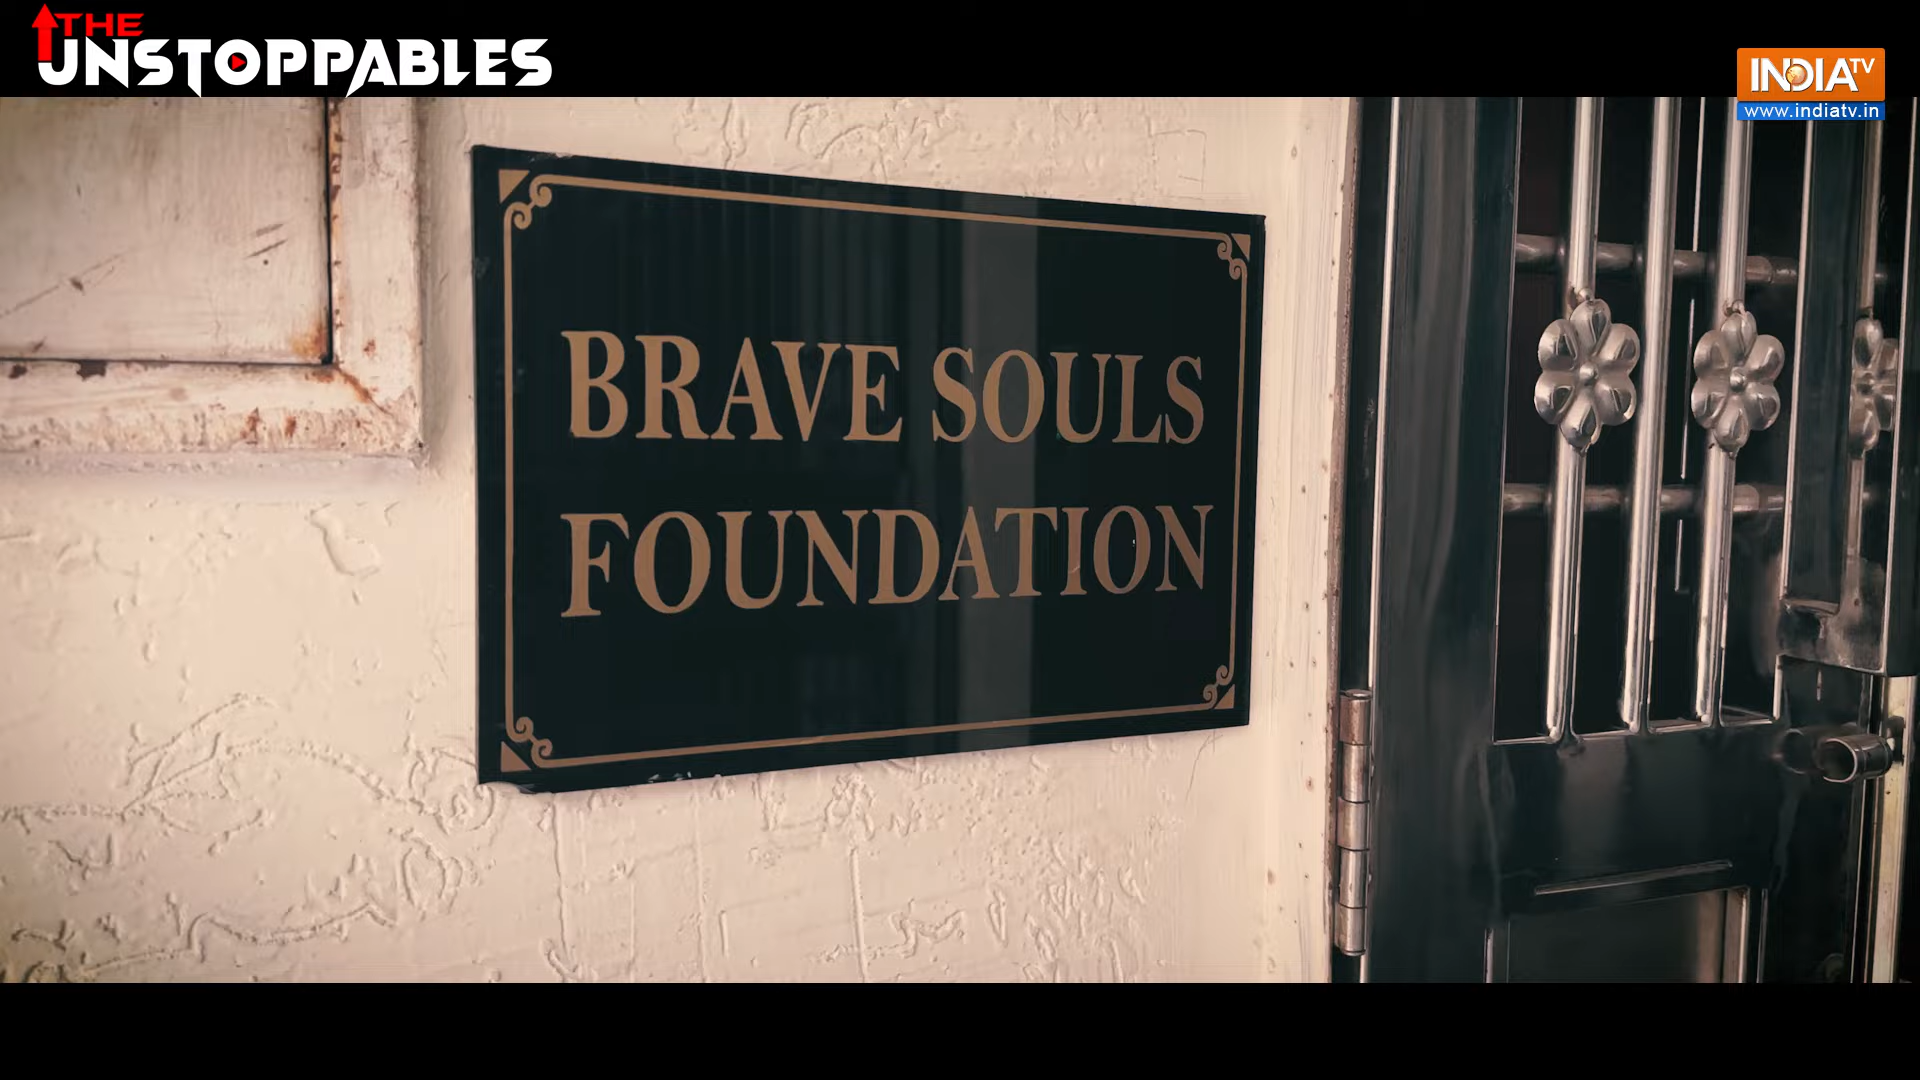 THE
UNSTOPPABLES
INDIA TV
www.indiatv.in
BRAVE SOULS
FOUNDATION